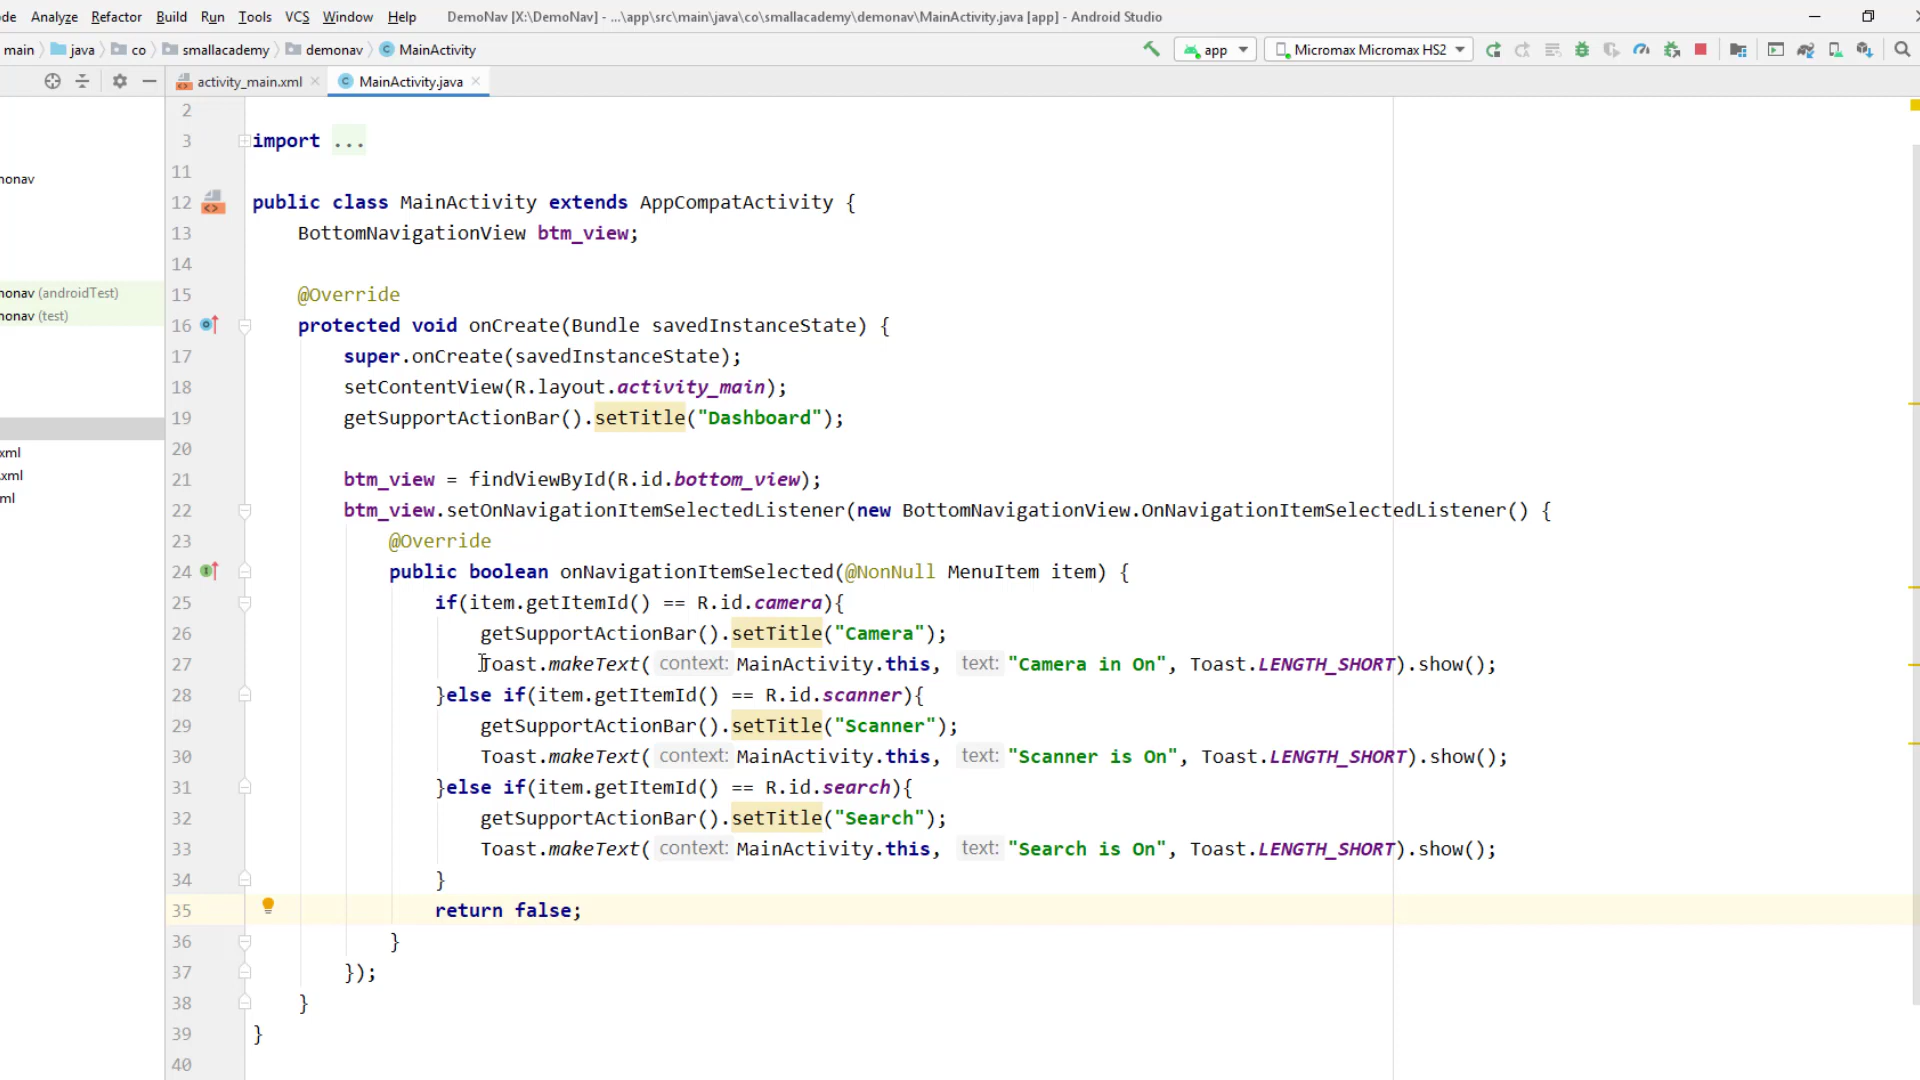 de Analyze Refactor Build Run Tools VCS Window Help DemoNav [X:\DemoNav] - ...\app\src\main\java\co\smallacademy\demonav\MainActivity.java [app] - Android Studio
main java co smallacademy demonav MainActivity app Micromax Micromax HS2
activity_main.xml MainActivity.java
2
3 import ...
11
monav
12 public class MainActivity extends AppCompatActivity {
13 BottomNavigationView btm_view;
14
monav (androidTest)
15 @Override
monav (test)
16 protected void onCreate(Bundle savedInstanceState) {
17 super.onCreate(savedInstanceState);
18 setContentView(R.layout.activity_main);
19 getSupportActionBar().setTitle("Dashboard");
20
xml
21 btm_view = findViewById(R.id.bottom_view);
.xml
ml
22 btm_view.setOnNavigationItemSelectedListener(new BottomNavigationView.OnNavigationItemSelectedListener() {
23 @Override
24 public boolean onNavigationItemSelected(@NonNull MenuItem item) {
25 if(item.getItemId() == R.id.camera){
26 getSupportActionBar().setTitle("Camera");
27 Toast.makeText( context: MainActivity.this, text: "Camera in On", Toast.LENGTH_SHORT).show();
28 }else if(item.getItemId() == R.id.scanner){
29 getSupportActionBar().setTitle("Scanner");
30 Toast.makeText( context: MainActivity.this, text: "Scanner is On", Toast.LENGTH_SHORT).show();
31 }else if(item.getItemId() == R.id.search){
32 getSupportActionBar().setTitle("Search");
33 Toast.makeText( context: MainActivity.this, text: "Search is On", Toast.LENGTH_SHORT).show();
34 }
35 return false;
36 }
37 });
38 }
39 }
40